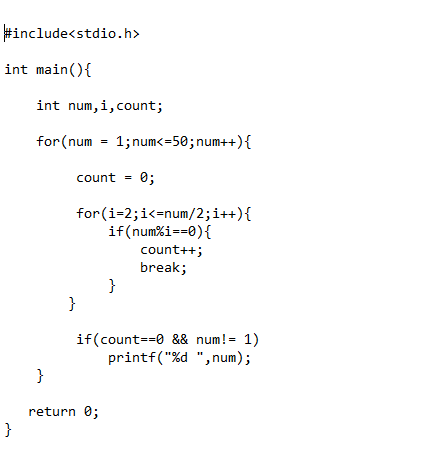 #include<stdio.h>
int main(){
int num,i,count;
for(num = 1;num<=50;num++){
count = 0;
for(i=2;i<=num/2;i++){
if(num%i==0){
count++;
break;
}
}
if(count==0 && num!= 1)
printf("%d ",num);
}
return 0;
}